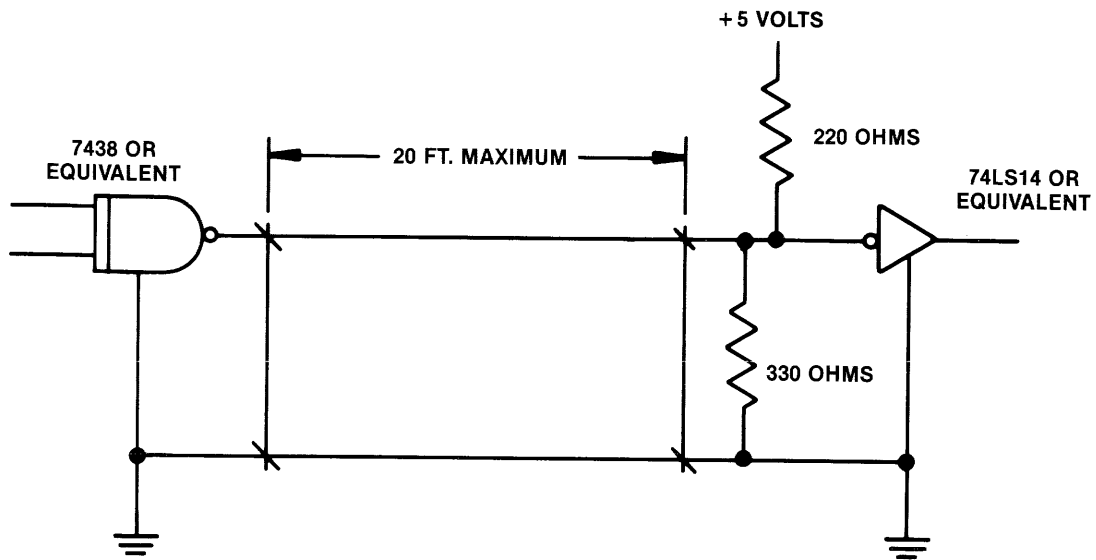 +5 VOLTS
7438 OR
EQUIVALENT
20 FT. MAXIMUM
220 OHMS
74LS14 OR
EQUIVALENT
330 OHMS